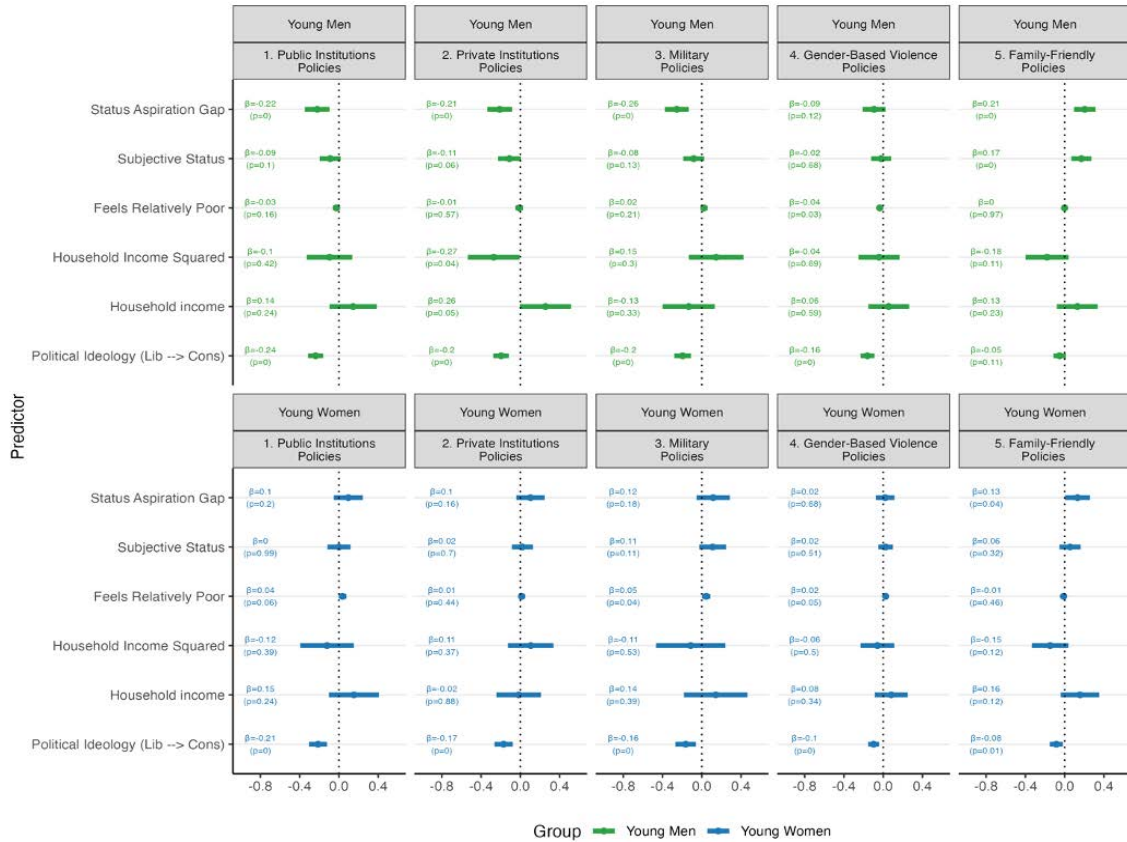 Young Men
Young Men
Young Men
Young Men
Young Men
1. Public Institutions
Policies
2. Private Institutions
Policies
3. Military
Policies
4. Gender-Based Violence
Policies
5. Family-Friendly
Policies
Status Aspiration Gap
β=-0.22
(p=0)
β=-0.21
(p=0)
β=-0.26
(p=0)
β=-0.09
(p=0.12)
β=0.21
(p=0)
Subjective Status
β=-0.09
(p=0.1)
β=-0.11
(p=0.06)
β=-0.08
(p=0.13)
β=-0.02
(p=0.68)
β=0.17
(p=0)
Feels Relatively Poor
β=-0.03
(p=0.16)
β=-0.01
(p=0.57)
β=0.02
(p=0.21)
β=-0.04
(p=0.03)
β=0
(p=0.97)
Household Income Squared
β=-0.1
(p=0.42)
β=-0.27
(p=0.04)
β=0.15
(p=0.3)
β=-0.04
(p=0.69)
β=-0.18
(p=0.11)
Household income
β=0.14
(p=0.24)
β=0.26
(p=0.05)
β=-0.13
(p=0.33)
β=0.06
(p=0.59)
β=0.13
(p=0.23)
Political Ideology (Lib --> Cons)
β=-0.24
(p=0)
β=-0.2
(p=0)
β=-0.2
(p=0)
β=-0.16
(p=0)
β=-0.05
(p=0.11)
Predictor
Young Women
Young Women
Young Women
Young Women
Young Women
1. Public Institutions
Policies
2. Private Institutions
Policies
3. Military
Policies
4. Gender-Based Violence
Policies
5. Family-Friendly
Policies
Status Aspiration Gap
β=0.1
(p=0.2)
β=0.1
(p=0.16)
β=0.12
(p=0.18)
β=0.02
(p=0.68)
β=0.13
(p=0.04)
Subjective Status
β=0
(p=0.99)
β=0.02
(p=0.7)
β=0.11
(p=0.11)
β=0.02
(p=0.51)
β=0.06
(p=0.32)
Feels Relatively Poor
β=0.04
(p=0.06)
β=0.01
(p=0.44)
β=0.05
(p=0.04)
β=0.02
(p=0.05)
β=-0.01
(p=0.46)
Household Income Squared
β=-0.12
(p=0.39)
β=0.11
(p=0.37)
β=-0.11
(p=0.53)
β=-0.06
(p=0.5)
β=-0.15
(p=0.12)
Household income
β=0.15
(p=0.24)
β=-0.02
(p=0.88)
β=0.14
(p=0.39)
β=0.08
(p=0.34)
β=0.16
(p=0.12)
Political Ideology (Lib --> Cons)
β=-0.21
(p=0)
β=-0.17
(p=0)
β=-0.16
(p=0)
β=-0.1
(p=0)
β=-0.08
(p=0.01)
-0.8 -0.4 0.0 0.4
-0.8 -0.4 0.0 0.4
-0.8 -0.4 0.0 0.4
-0.8 -0.4 0.0 0.4
-0.8 -0.4 0.0 0.4
Group Young Men Young Women